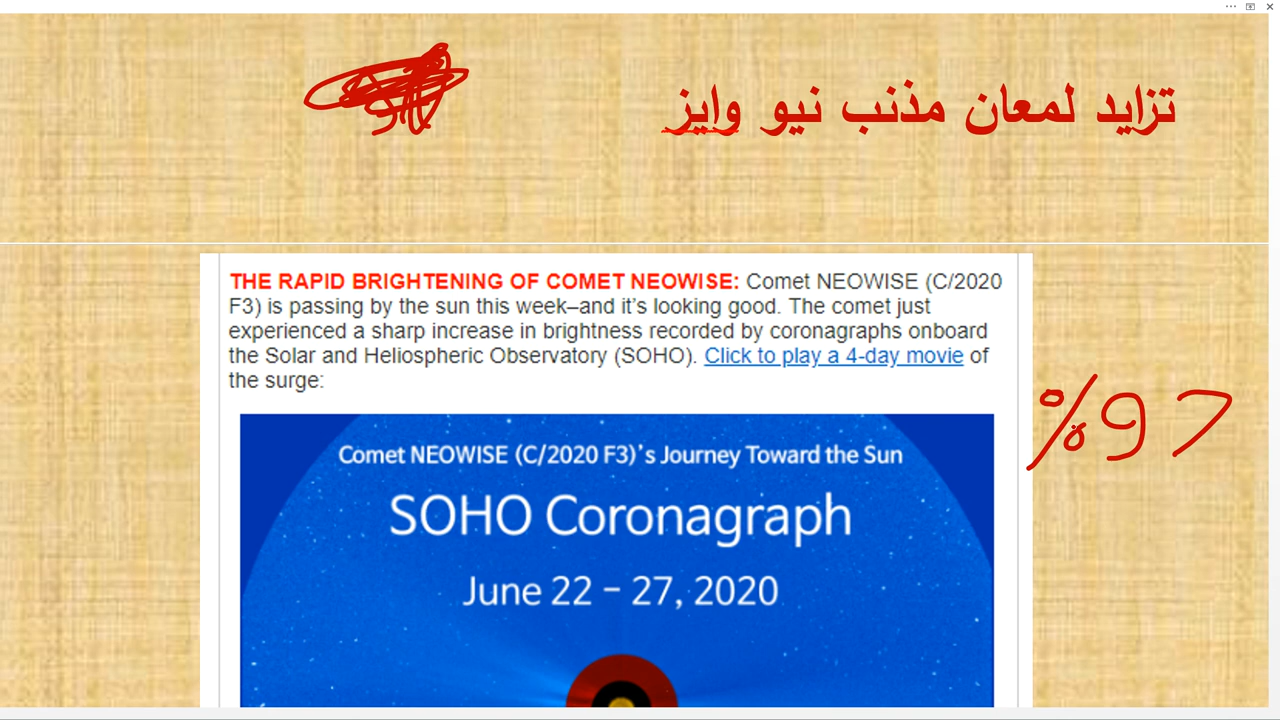 تزايد لمعان مذنب نيو وايز
THE RAPID BRIGHTENING OF COMET NEOWISE: Comet NEOWISE (C/2020
F3) is passing by the sun this week–and it's looking good. The comet just
experienced a sharp increase in brightness recorded by coronagraphs onboard
the Solar and Heliospheric Observatory (SOHO). Click to play a 4-day movie of
the surge:
%97
Comet NEOWISE (C/2020 F3)'s Journey Toward the Sun
SOHO Coronagraph
June 22 – 27, 2020